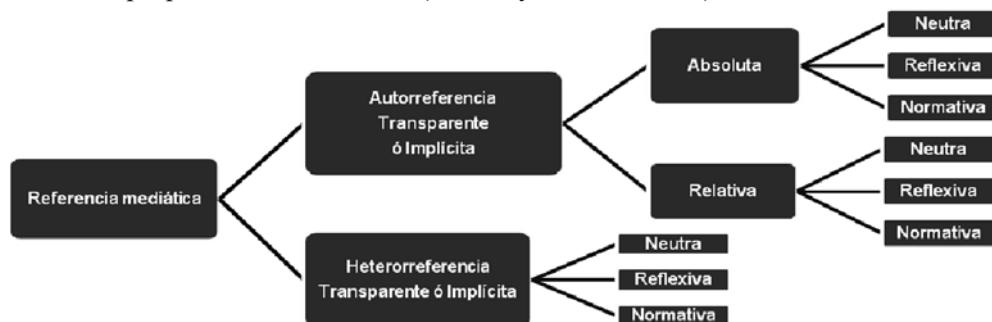 Neutra
Absoluta
Reflexiva
Autorreferencia
Transparente
ó Implícita
Normativa
Neutra
Referencia mediática
Relativa
Reflexiva
Normativa
Neutra
Heterorreferencia
Transparente ó Implícita
Reflexiva
Normativa